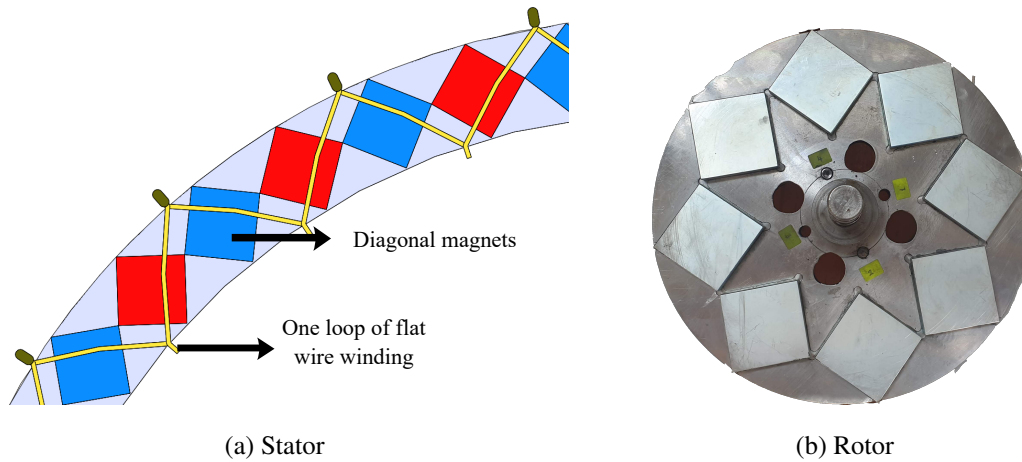 Diagonal magnets
One loop of flat
wire winding
(a) Stator
(b) Rotor